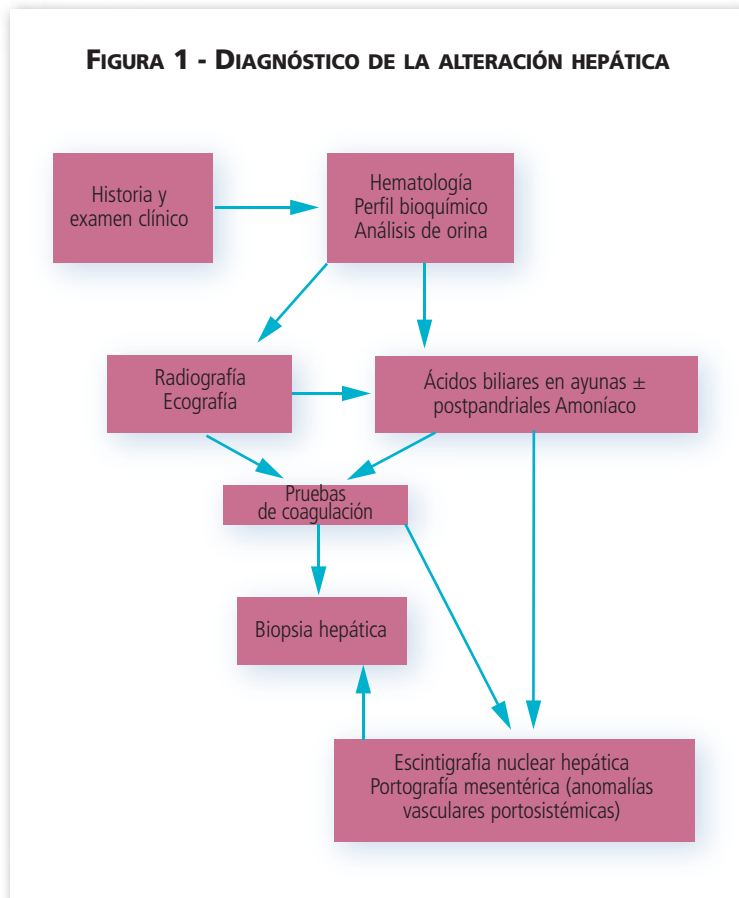 FIGURA 1 - DIAGNÓSTICO DE LA ALTERACIÓN HEPÁTICA
Historia y
examen clínico
Hematología
Perfil bioquímico
Análisis de orina
Radiografía
Ecografía
Ácidos biliares en ayunas ±
postpandriales Amoníaco
Pruebas
de coagulación
Biopsia hepática
Escintigrafía nuclear hepática
Portografía mesentérica (anomalías
vasculares portosistémicas)